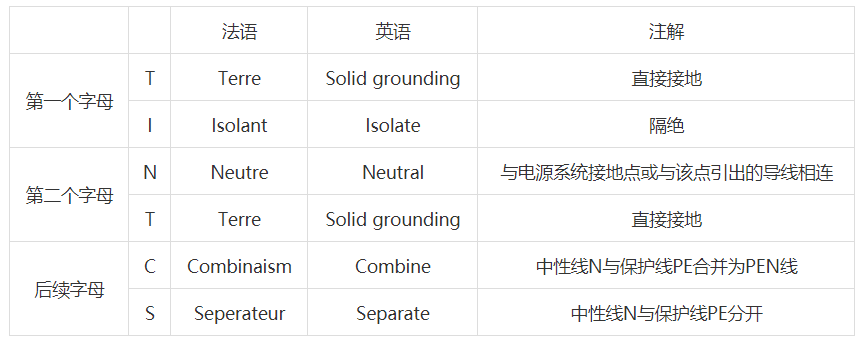 法语 英语 注解
第一个字母
T Terre Solid grounding 直接接地
I Isolant Isolate 隔绝
第二个字母
N Neutre Neutral 与电源系统接地点或与该点引出的导线相连
T Terre Solid grounding 直接接地
后续字母
C Combinaism Combine 中性线N与保护线PE合并为PEN线
S Seperateur Separate 中性线N与保护线PE分开